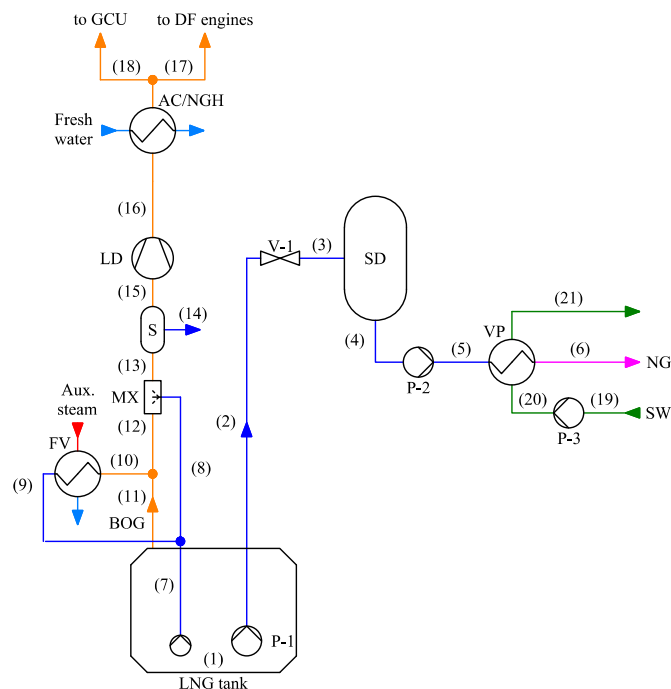 to GCU
to DF engines
(18)
(17)
AC/NGH
Fresh
water
(16)
LD
(15)
S
(14)
(13)
MX
Aux.
steam
(12)
FV
(10)
(9)
(8)
(11)
BOG
(7)
(1)
P-1
LNG tank
(2)
V-1
(3)
SD
(4)
P-2
(5)
VP
(21)
(6)
NG
(20)
(19)
P-3
SW